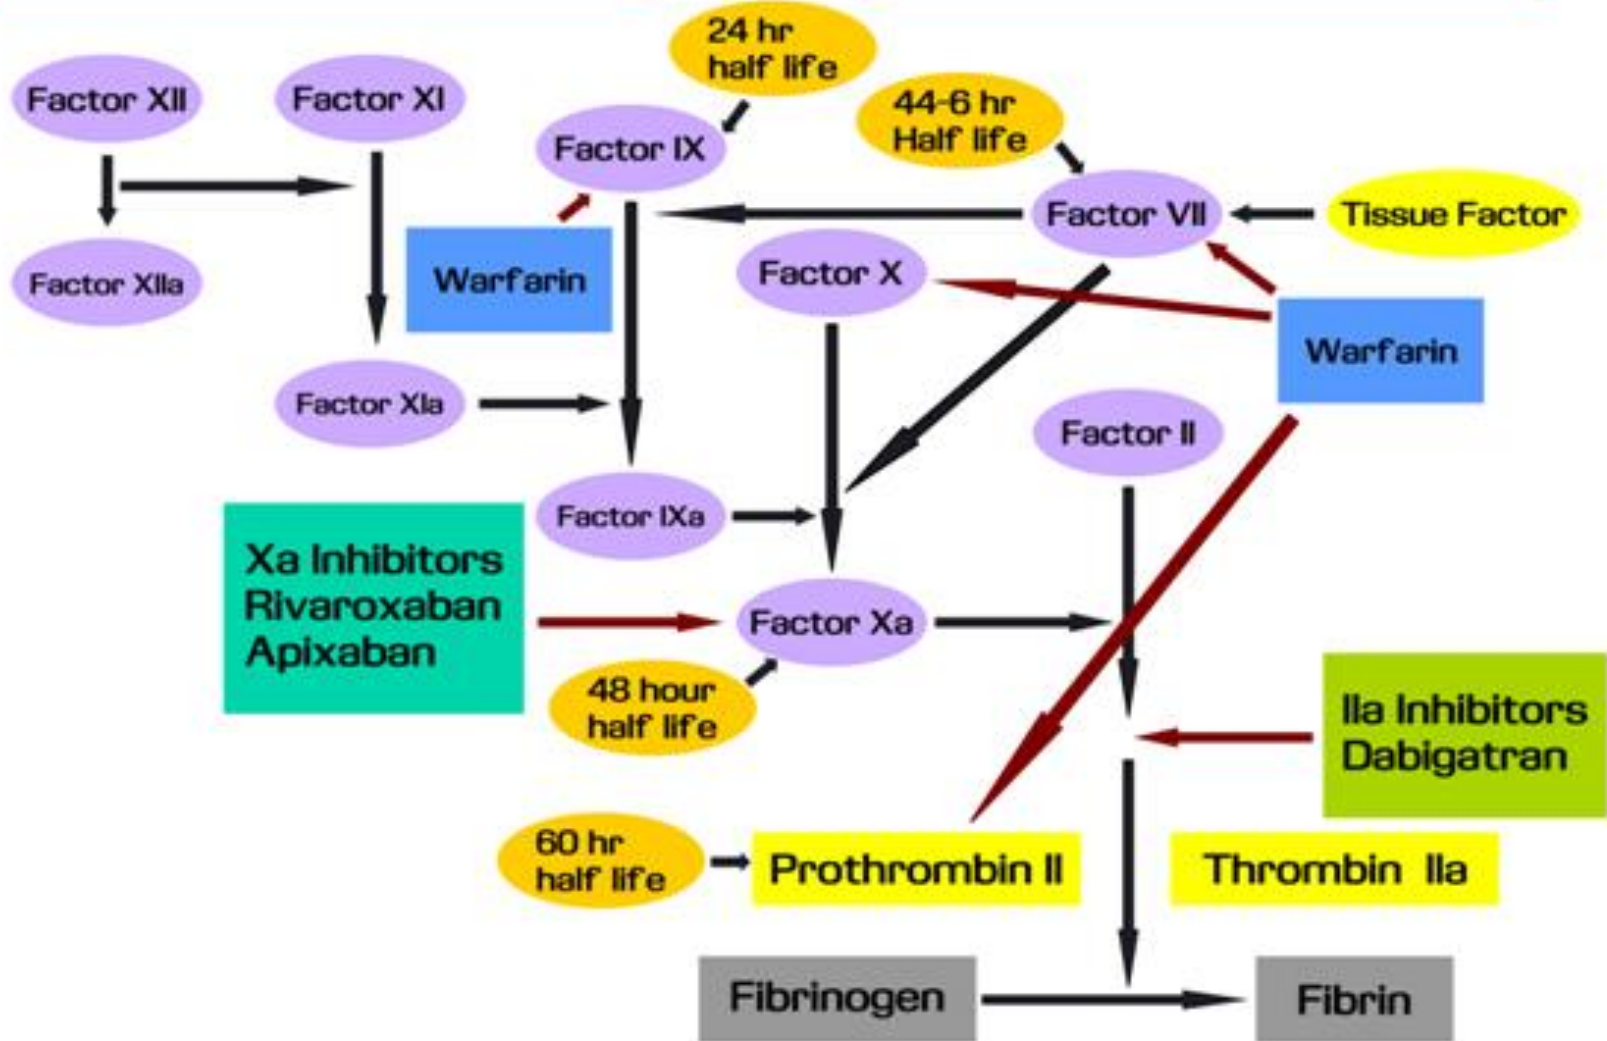 24 hr
half life
Factor XII
Factor XI
44-6 hr
Half life
Factor IX
Factor VII
Tissue Factor
Factor X
Factor XIIa
Warfarin
Warfarin
Factor XIa
Factor II
Factor IXa
Xa Inhibitors
Rivaroxaban
Apixaban
Factor Xa
48 hour
half life
IIa Inhibitors
Dabigatran
60 hr
half life
Prothrombin II
Thrombin IIa
Fibrinogen
Fibrin